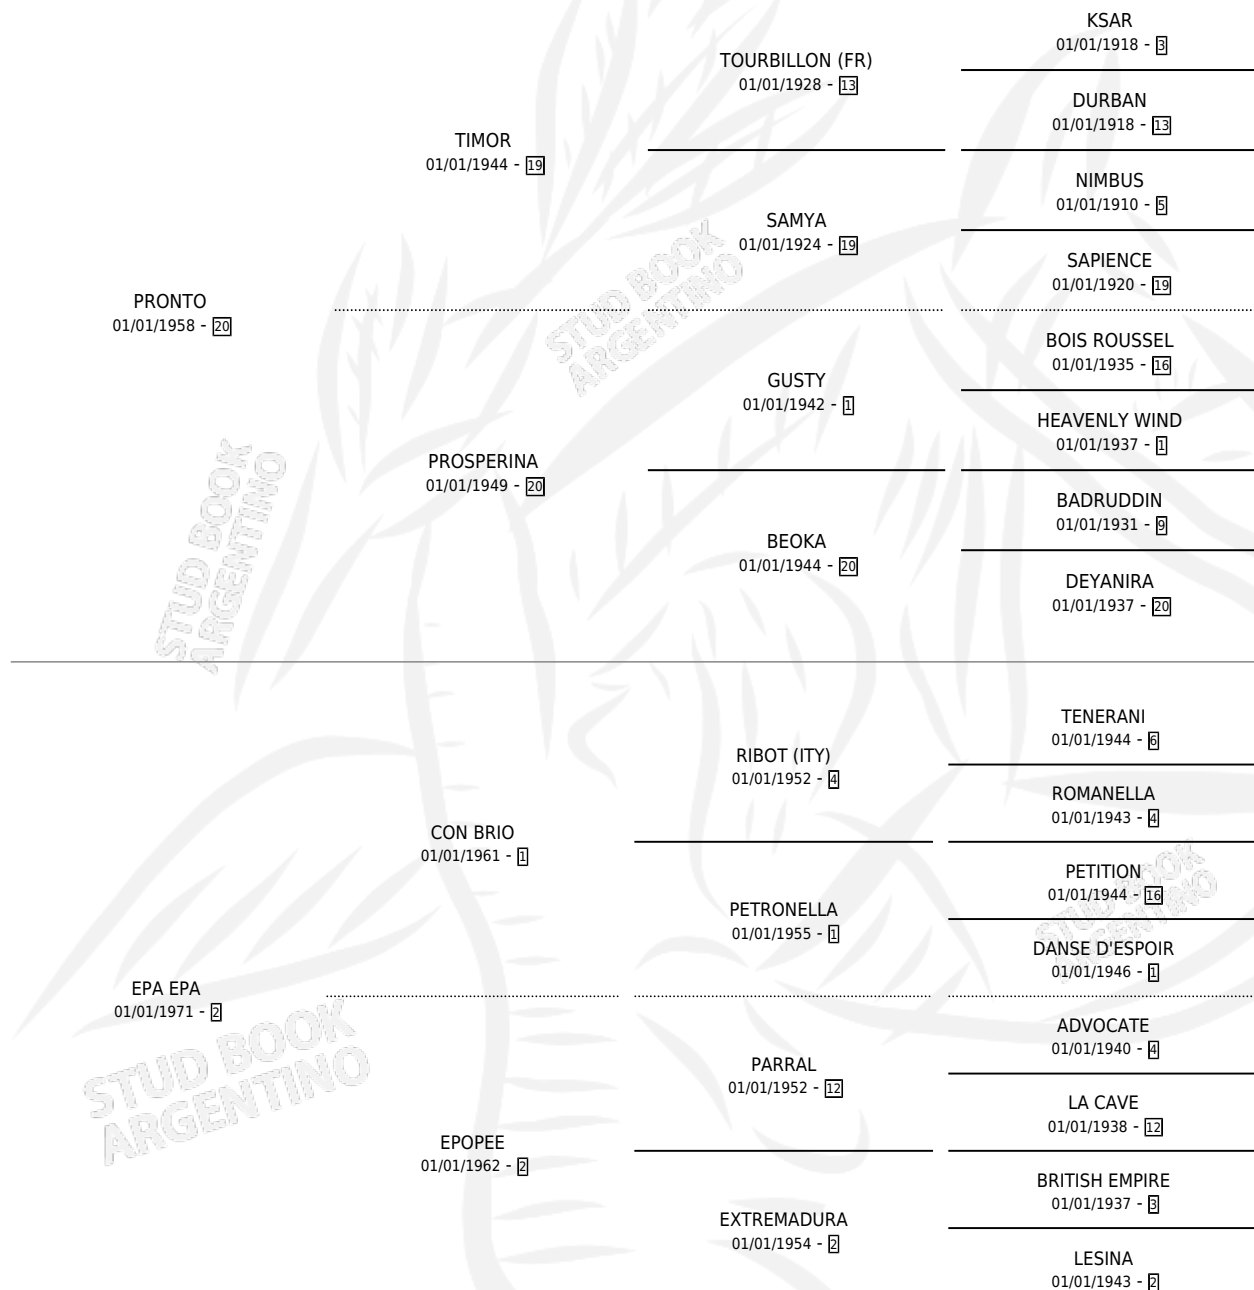 KSAR
01/01/1918 - 3
TOURBILLON (FR)
01/01/1928 - 13
DURBAN
01/01/1918 - 13
TIMOR
01/01/1944 - 19
NIMBUS
01/01/1910 - 5
SAMYA
01/01/1924 - 19
SAPIENCE
01/01/1920 - 19
PRONTO
01/01/1958 - 20
BOIS ROUSSEL
01/01/1935 - 16
GUSTY
01/01/1942 - 1
HEAVENLY WIND
01/01/1937 - 1
PROSPERINA
01/01/1949 - 20
BADRUDDIN
01/01/1931 - 9
BEOKA
01/01/1944 - 20
DEYANIRA
01/01/1937 - 20
TENERANI
01/01/1944 - 6
RIBOT (ITY)
01/01/1952 - 4
ROMANELLA
01/01/1943 - 4
CON BRIO
01/01/1961 - 1
PETITION
01/01/1944 - 16
PETRONELLA
01/01/1955 - 1
DANSE D'ESPOIR
01/01/1946 - 1
EPA EPA
01/01/1971 - 2
ADVOCATE
01/01/1940 - 4
PARRAL
01/01/1952 - 12
LA CAVE
01/01/1938 - 12
EPOPEE
01/01/1962 - 2
BRITISH EMPIRE
01/01/1937 - 3
EXTREMADURA
01/01/1954 - 2
LESINA
01/01/1943 - 2
STUD BOOK
ARGENTINO
STUD BOOK
ARGENTINO
STUD BOOK
ARGENTINO
STUD BOOK
ARGENTINO